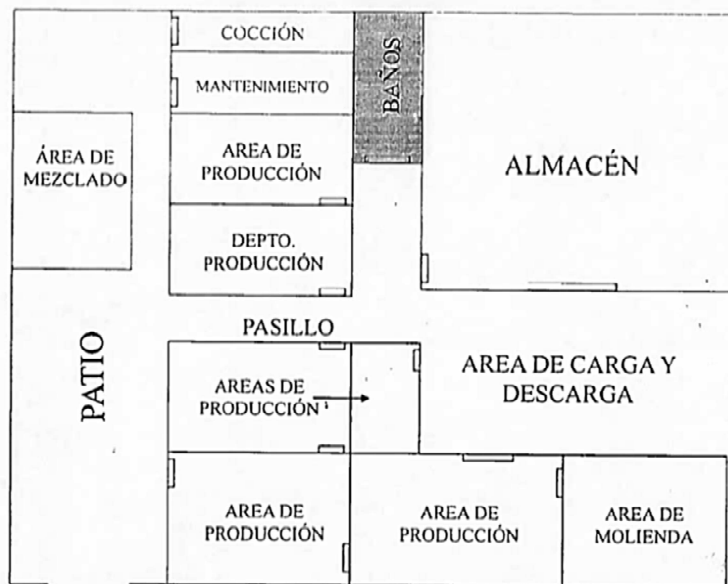 COCCIÓN
BAÑOS
MANTENIMIENTO
ÁREA DE
MEZCLADO
AREA DE
PRODUCCIÓN
ALMACÉN
DEPTO.
PRODUCCIÓN
PASILLO
PATIO
AREAS DE
PRODUCCIÓN
AREA DE CARGA Y
DESCARGA
AREA DE
PRODUCCIÓN
AREA DE
PRODUCCIÓN
AREA DE
MOLIENDA